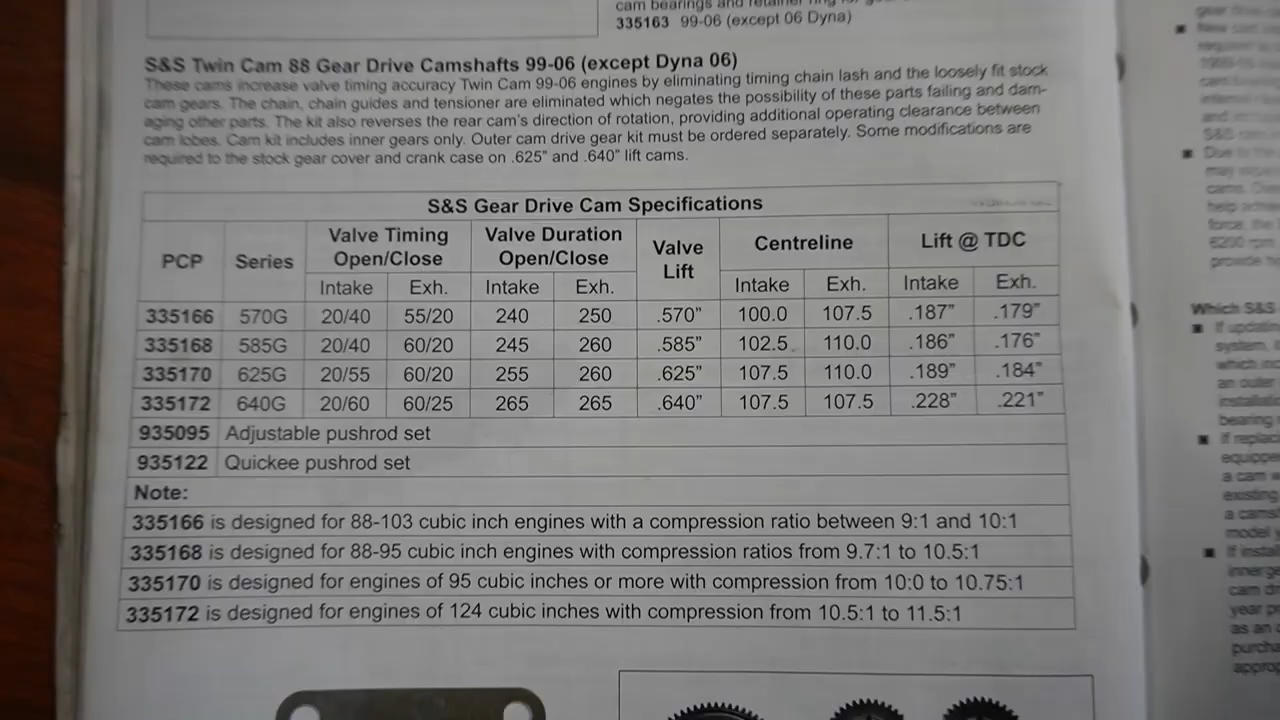 cam bearings and retainer ring for
335163 99-06 (except 06 Dyna)
S&S Twin Cam 88 Gear Drive Camshafts 99-06 (except Dyna 06)
These cams increase valve timing accuracy Twin Cam 99-06 engines by eliminating timing chain lash and the loosely fit stock
cam gears. The chain, chain guides and tensioner are eliminated which negates the possibility of these parts failing and dam-
aging other parts. The kit also reverses the rear cam's direction of rotation, providing additional operating clearance between
cam lobes. Cam kit includes inner gears only. Outer cam drive gear kit must be ordered separately. Some modifications are
required to the stock gear cover and crank case on .625” and .640” lift cams.
S&S Gear Drive Cam Specifications
PCP Series Valve Timing Open/Close Valve Duration Open/Close Valve Lift Centreline Lift @ TDC
Intake Exh. Intake Exh. Intake Exh. Intake Exh.
335166 570G 20/40 55/20 240 250 .570” 100.0 107.5 .187” .179”
335168 585G 20/40 60/20 245 260 .585” 102.5 110.0 .186” .176”
335170 625G 20/55 60/20 255 260 .625” 107.5 110.0 .189” .184”
335172 640G 20/60 60/25 265 265 .640” 107.5 107.5 .228” .221”
935095 Adjustable pushrod set
935122 Quickee pushrod set
Note:
335166 is designed for 88-103 cubic inch engines with a compression ratio between 9:1 and 10:1
335168 is designed for 88-95 cubic inch engines with compression ratios from 9.7:1 to 10.5:1
335170 is designed for engines of 95 cubic inches or more with compression from 10:0 to 10.75:1
335172 is designed for engines of 124 cubic inches with compression from 10.5:1 to 11.5:1
Which S&S